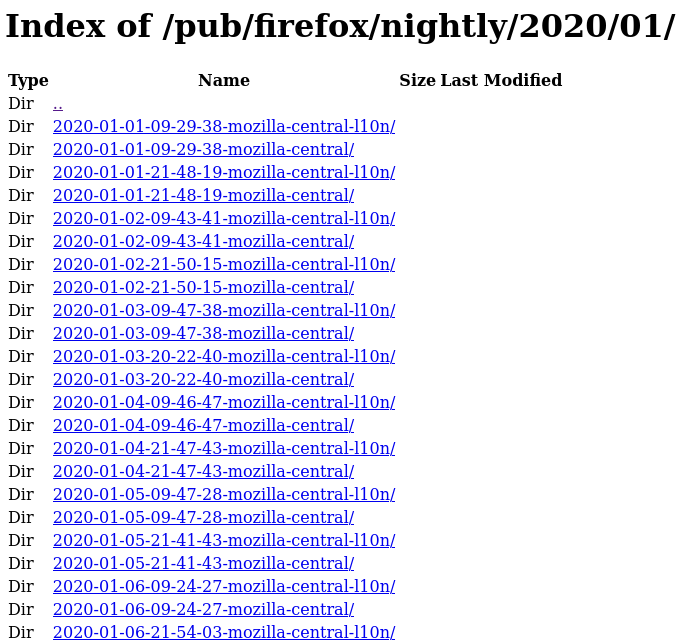 Index of /pub/firefox/nightly/2020/01/
Type Name Size Last Modified
Dir ..
Dir 2020-01-01-09-29-38-mozilla-central-l10n/
Dir 2020-01-01-09-29-38-mozilla-central/
Dir 2020-01-01-21-48-19-mozilla-central-l10n/
Dir 2020-01-01-21-48-19-mozilla-central/
Dir 2020-01-02-09-43-41-mozilla-central-l10n/
Dir 2020-01-02-09-43-41-mozilla-central/
Dir 2020-01-02-21-50-15-mozilla-central-l10n/
Dir 2020-01-02-21-50-15-mozilla-central/
Dir 2020-01-03-09-47-38-mozilla-central-l10n/
Dir 2020-01-03-09-47-38-mozilla-central/
Dir 2020-01-03-20-22-40-mozilla-central-l10n/
Dir 2020-01-03-20-22-40-mozilla-central/
Dir 2020-01-04-09-46-47-mozilla-central-l10n/
Dir 2020-01-04-09-46-47-mozilla-central/
Dir 2020-01-04-21-47-43-mozilla-central-l10n/
Dir 2020-01-04-21-47-43-mozilla-central/
Dir 2020-01-05-09-47-28-mozilla-central-l10n/
Dir 2020-01-05-09-47-28-mozilla-central/
Dir 2020-01-05-21-41-43-mozilla-central-l10n/
Dir 2020-01-05-21-41-43-mozilla-central/
Dir 2020-01-06-09-24-27-mozilla-central-l10n/
Dir 2020-01-06-09-24-27-mozilla-central/
Dir 2020-01-06-21-54-03-mozilla-central-l10n/